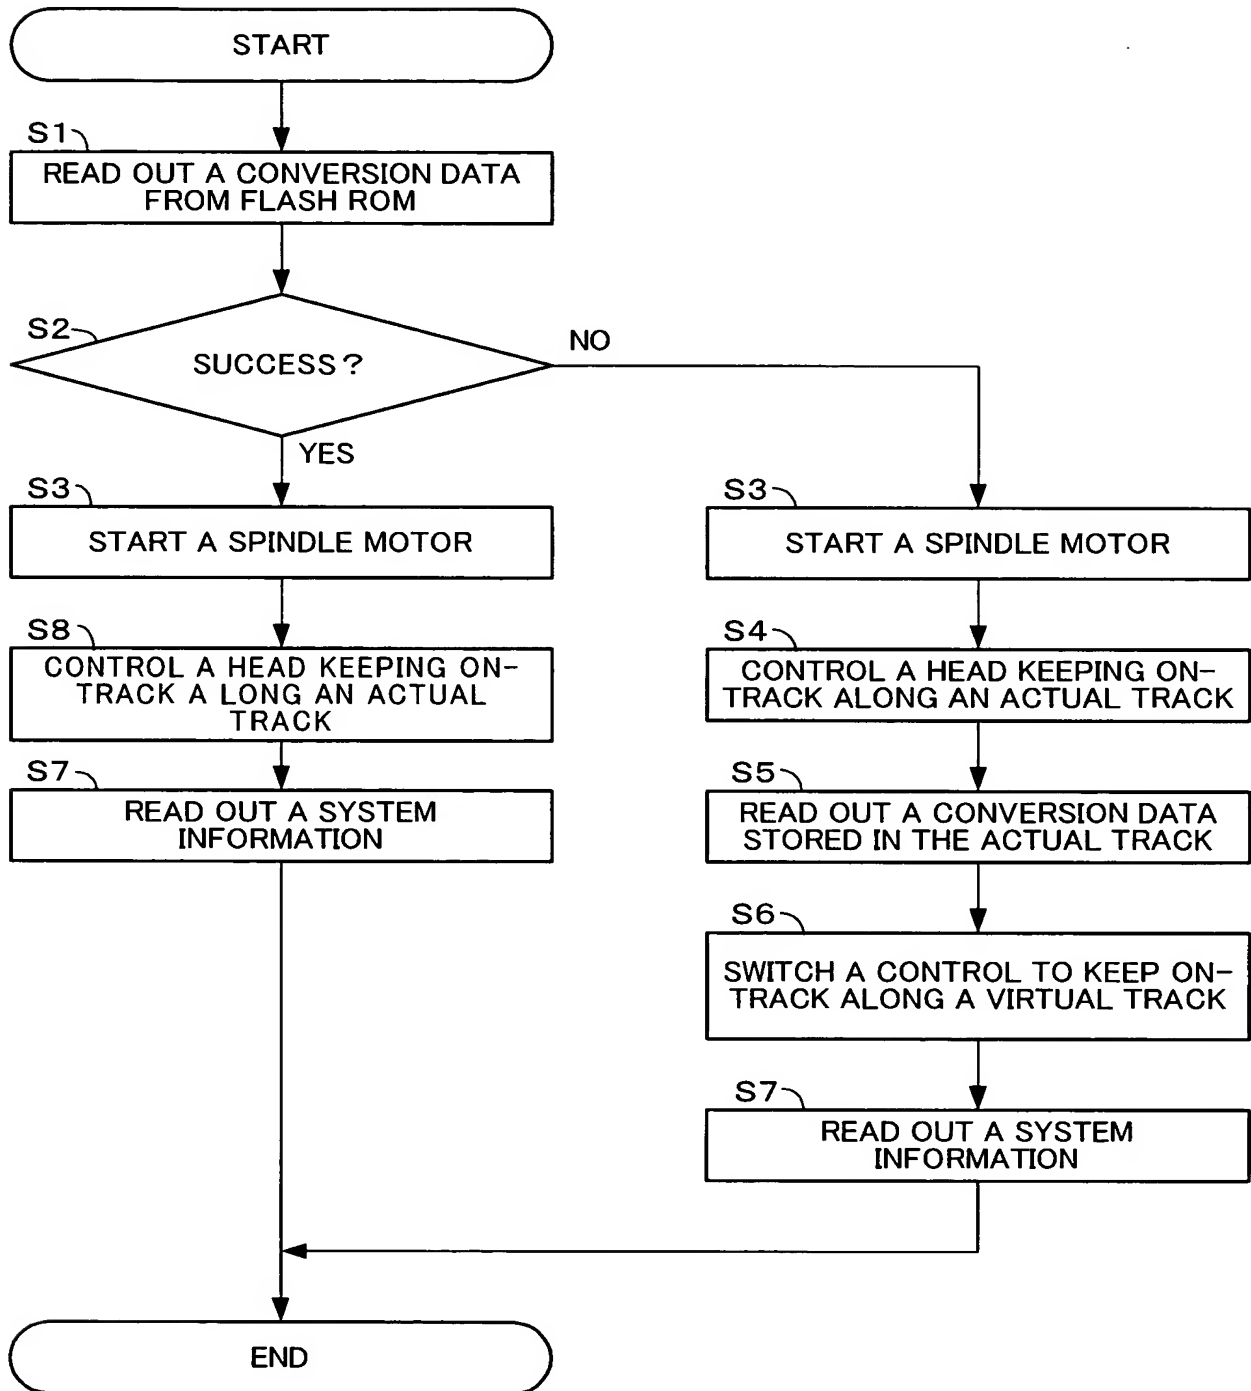 START
S1
READ OUT A CONVERSION DATA
FROM FLASH ROM
S2
SUCCESS?
NO
YES
S3
START A SPINDLE MOTOR
S8
CONTROL A HEAD KEEPING ON-
TRACK A LONG AN ACTUAL
TRACK
S7
READ OUT A SYSTEM
INFORMATION
S3
START A SPINDLE MOTOR
S4
CONTROL A HEAD KEEPING ON-
TRACK ALONG AN ACTUAL TRACK
S5
READ OUT A CONVERSION DATA
STORED IN THE ACTUAL TRACK
S6
SWITCH A CONTROL TO KEEP ON-
TRACK ALONG A VIRTUAL TRACK
S7
READ OUT A SYSTEM
INFORMATION
END